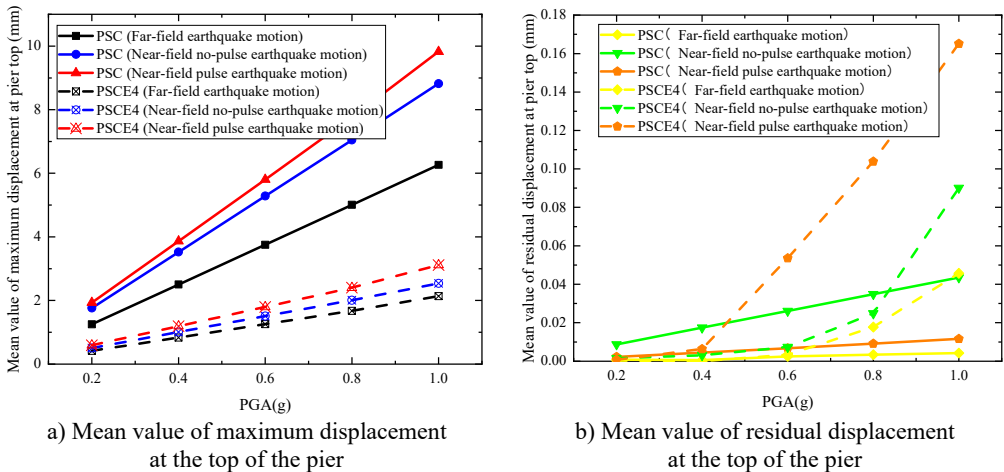 Mean value of maximum displacement at pier top (mm)
10
8
6
4
2
0
0.2
0.4
0.6
0.8
1.0
PGA(g)
PSC (Far-field earthquake motion)
PSC (Near-field no-pulse earthquake motion)
PSC (Near-field pulse earthquake motion)
PSCE4 (Far-field earthquake motion)
PSCE4 (Near-field no-pulse earthquake motion)
PSCE4 (Near-field pulse earthquake motion)
a) Mean value of maximum displacement
at the top of the pier
Mean value of residual displacement at pier top (mm)
0.18
0.16
0.14
0.12
0.10
0.08
0.06
0.04
0.02
0.00
0.2
0.4
0.6
0.8
1.0
PGA(g)
PSC( Far-field earthquake motion)
PSC( Near-field no-pulse earthquake motion)
PSC( Near-field pulse earthquake motion)
PSCE4( Far-field earthquake motion)
PSCE4( Near-field no-pulse earthquake motion)
PSCE4( Near-field pulse earthquake motion)
b) Mean value of residual displacement
at the top of the pier